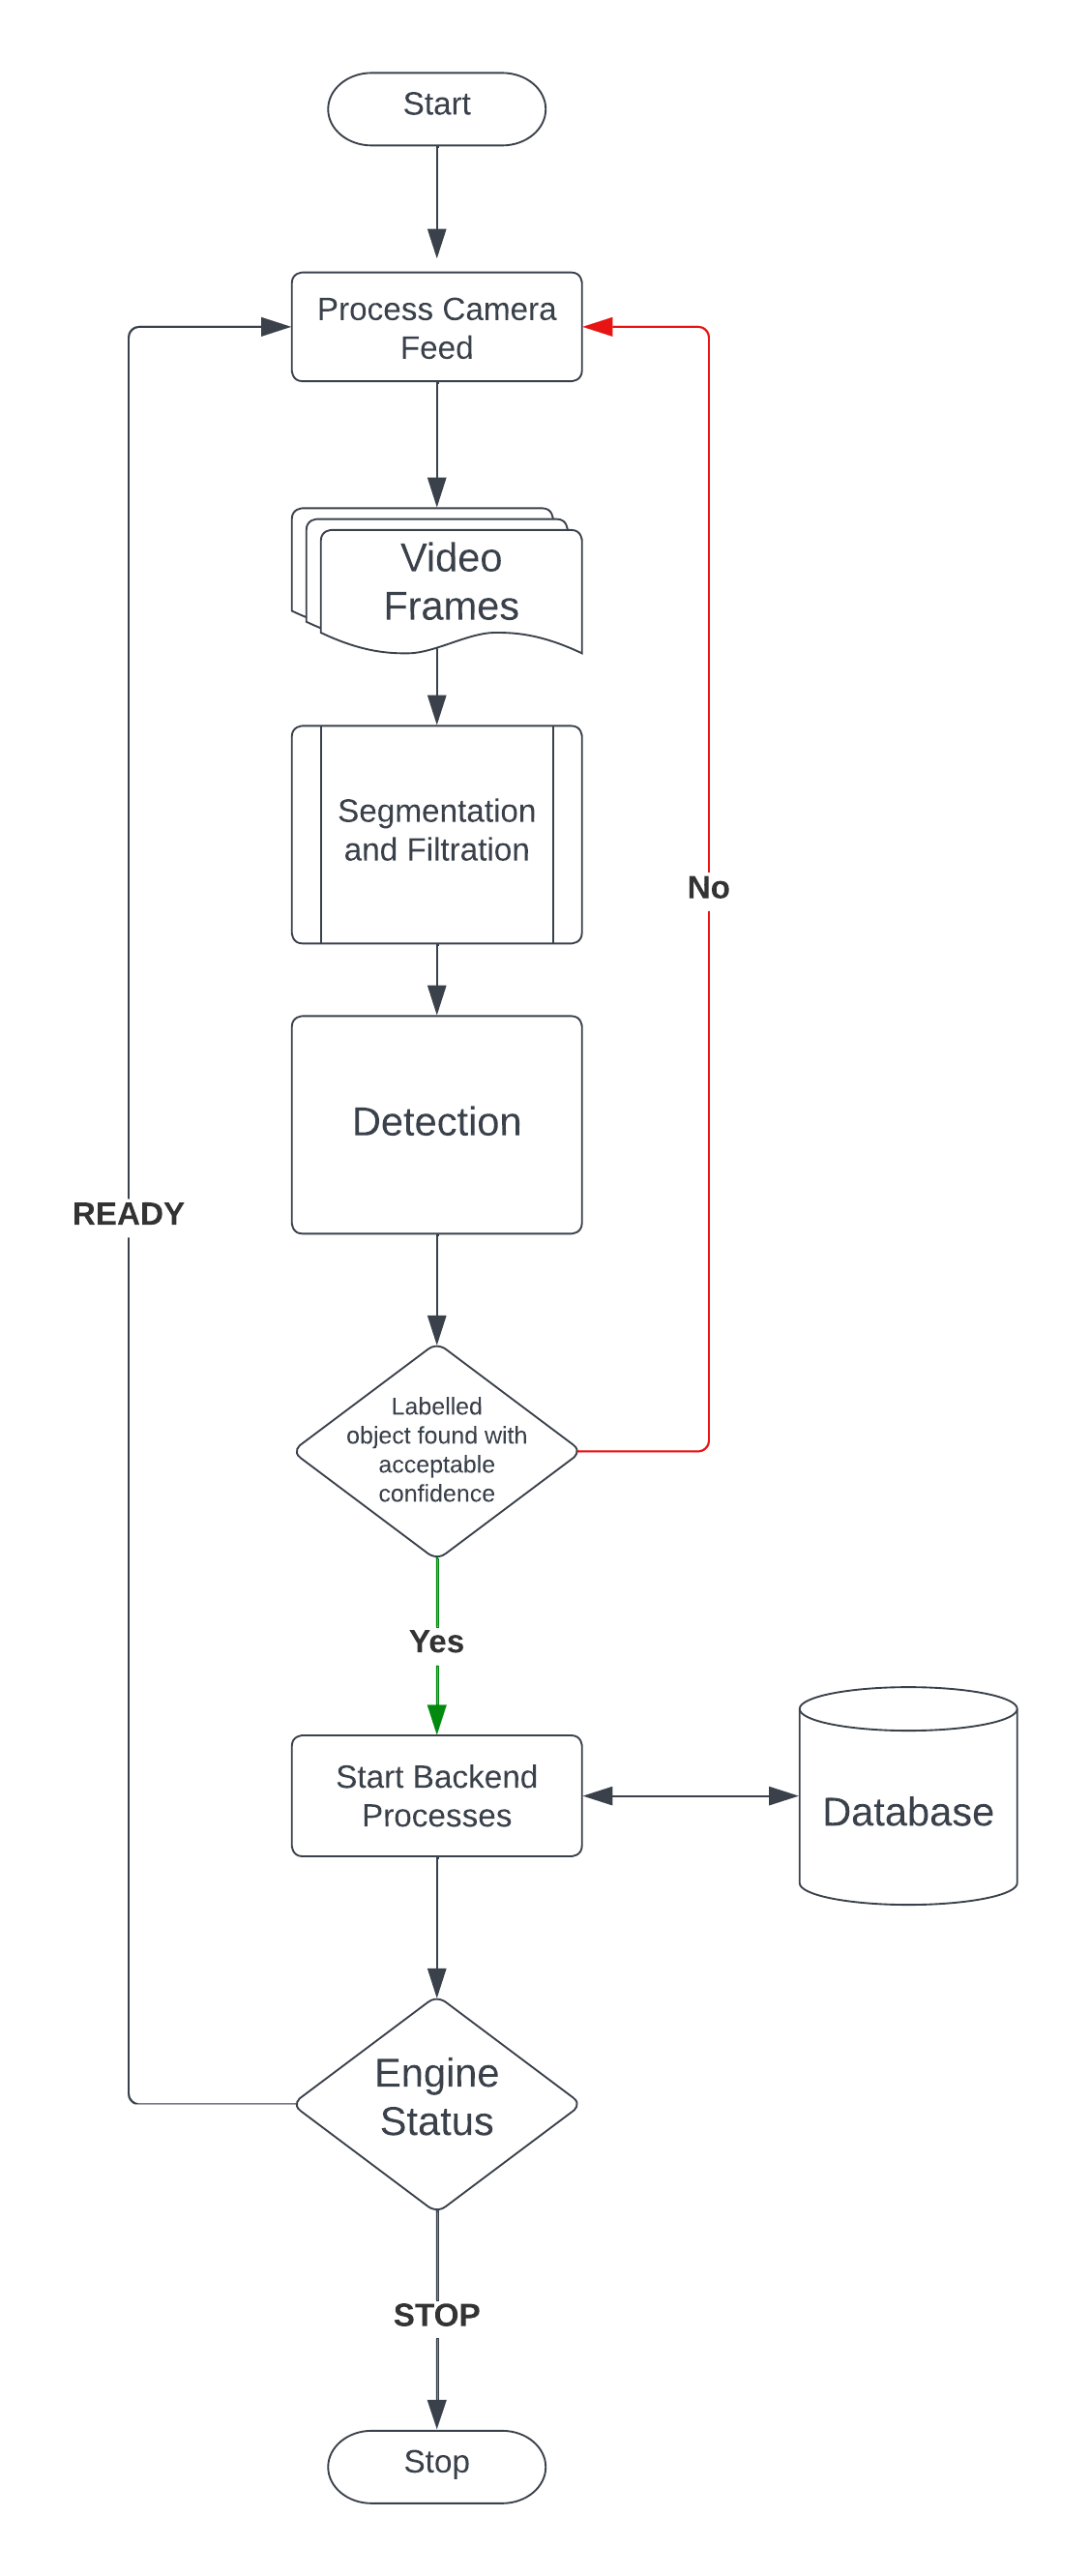 Start
Process Camera
Feed
Video
Frames
Segmentation
and Filtration
No
Detection
READY
Labelled
object found with
acceptable
confidence
Yes
Start Backend
Processes
Database
Engine
Status
STOP
Stop